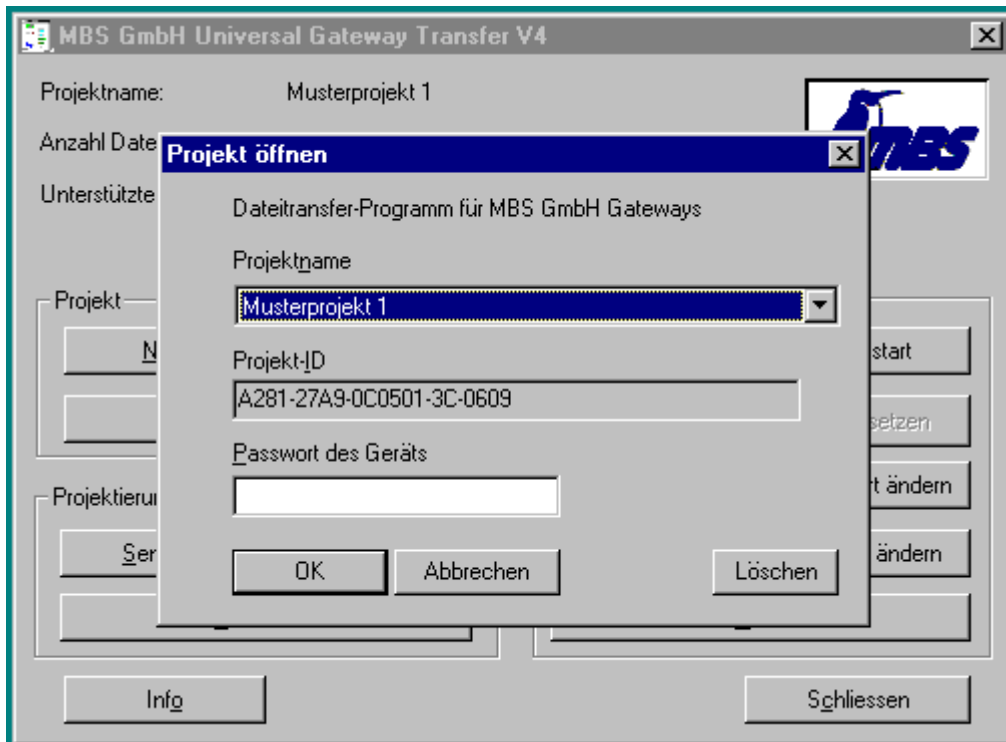 MBS GmbH Universal Gateway Transfer V4
Projektname: Musterprojekt 1
Anzahl Date
MBS
Unterstützte
Projekt öffnen
Dateitransfer-Programm für MBS GmbH Gateways
Projektname
Musterprojekt 1
Projekt-ID
A281-27A9-0C0501-3C-0609
Passwort des Geräts
OK Abbrechen Löschen
Projekt
N
start
setzen
t ändern
Projektieru
Ser
ändern
Info Schliessen